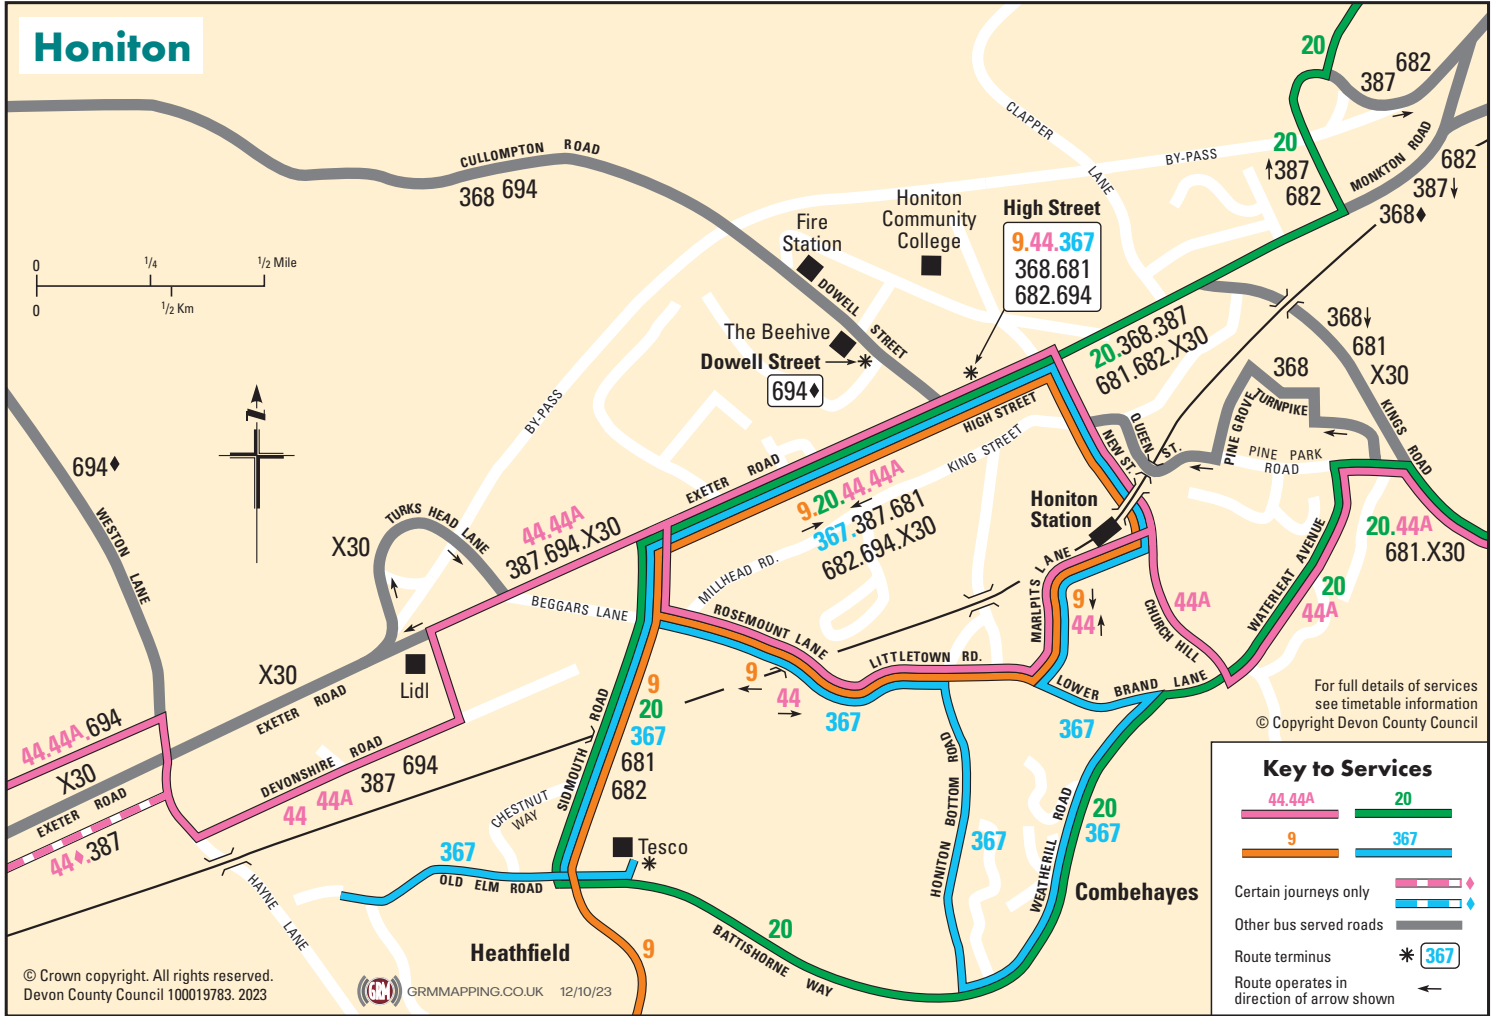 Honiton
CULLOMPTON ROAD
368 694
0 1/4 1/2 Mile
0 1/2 Km
Fire
Station
Honiton
Community
College
High Street
9.44.367
368.681
682.694
CLAPPER
LANE
BY-PASS
20
387
682
20
↑387
682
MONKTON ROAD
682
387↓
368♦
The Beehive
DOWELL STREET
Dowell Street
694♦
BY-PASS
20.368.387
681.682.X30
368↓
681
X30
368
TURNPIKE
PINE GROVE
PINE PARK
ROAD
KINGS ROAD
QUEEN ST.
NEW ST.
HIGH STREET
KING STREET
EXETER ROAD
9.20.44.44A
367.387.681
682.694.X30
Honiton
Station
694♦
WESTON LANE
N
TURKS HEAD LANE
X30
44.44A
387.694.X30
BEGGARS LANE
MILLHEAD RD.
ROSEMOUNT LANE
LITTLETOWN RD.
MARLPITS LANE
9↓
44↑
44A
CHURCH HILL
WATERLEAT AVENUE
20
44A
20.44A
681.X30
LOWER BRAND LANE
367
9
44
367
9
20
367
681
682
SIDMOUTH ROAD
X30
EXETER ROAD
Lidl
44.44A.694
X30
EXETER ROAD
44♦.387
DEVONSHIRE ROAD
44 44A 387 694
HAYNE LANE
CHESTNUT
WAY
367
OLD ELM ROAD
Tesco
HONITON BOTTOM ROAD
367
WEATHERILL ROAD
20
367
Combehayes
20
BATTISHORNE WAY
9
Heathfield
For full details of services
see timetable information
© Copyright Devon County Council
Key to Services
44.44A 20
9 367
Certain journeys only
Other bus served roads
Route terminus 367
Route operates in
direction of arrow shown
© Crown copyright. All rights reserved.
Devon County Council 100019783. 2023
GRM GRMMAPPING.CO.UK 12/10/23